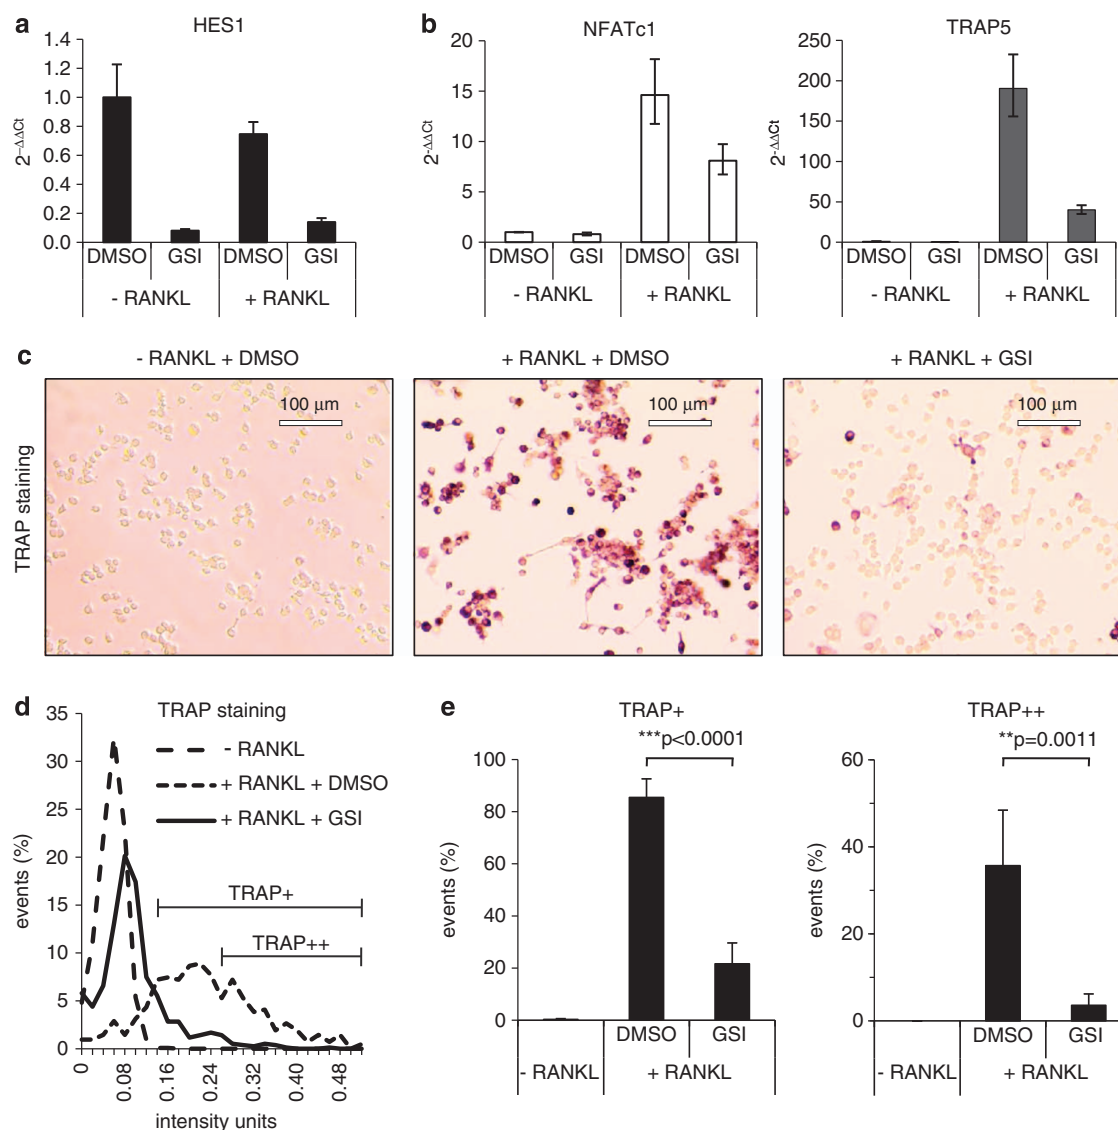 a
HES1
2−ΔΔCt
1.4
1.2
1.0
0.8
0.6
0.4
0.2
0.0
DMSO GSI DMSO GSI
- RANKL + RANKL
b
NFATc1
2-ΔΔCt
20
15
10
5
0
DMSO GSI DMSO GSI
- RANKL + RANKL
TRAP5
2-ΔΔCt
250
200
150
100
50
0
DMSO GSI DMSO GSI
- RANKL + RANKL
c
- RANKL + DMSO
+ RANKL + DMSO
+ RANKL + GSI
TRAP staining
100 μm
100 μm
100 μm
d
TRAP staining
- RANKL
+ RANKL + DMSO
+ RANKL + GSI
TRAP+
TRAP++
events (%)
35
30
25
20
15
10
5
0
0 0.08 0.16 0.24 0.32 0.40 0.48
intensity units
e
TRAP+
***p<0.0001
events (%)
100
80
60
40
20
0
DMSO GSI
- RANKL + RANKL
TRAP++
**p=0.0011
events (%)
60
40
20
0
DMSO GSI
- RANKL + RANKL